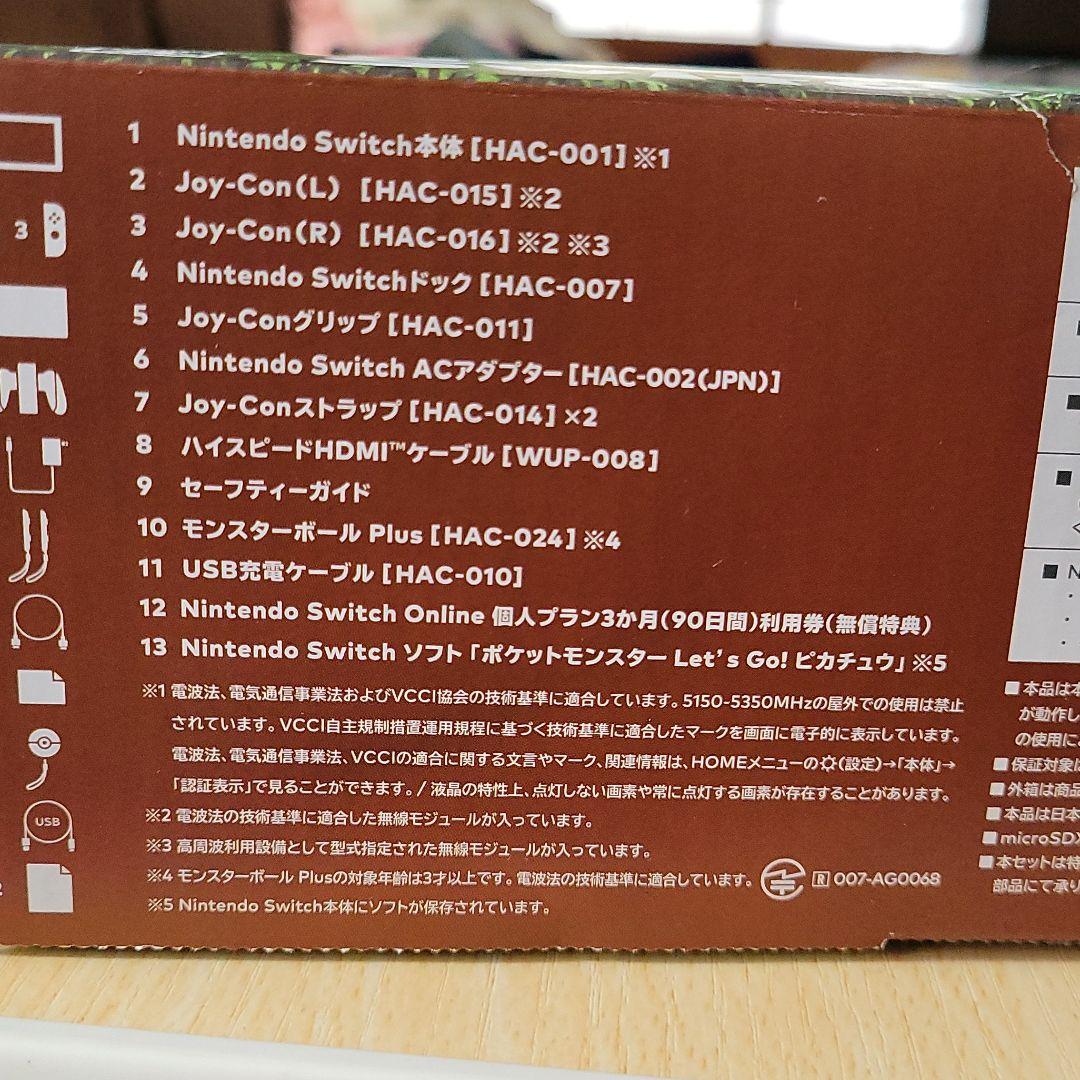 1 Nintendo Switch本体[HAC-001]※1
2 Joy-Con(L) [HAC-015]※2
3 Joy-Con(R) [HAC-016]※2 ※3
4 Nintendo Switchドック[HAC-007]
5 Joy-Conグリップ[HAC-011]
6 Nintendo Switch ACアダプター[HAC-002(JPN)]
7 Joy-Conストラップ[HAC-014]×2
8 ハイスピードHDMI™ケーブル[WUP-008]
9 セーフティーガイド
10 モンスターボール Plus[HAC-024]※4
11 USB充電ケーブル[HAC-010]
12 Nintendo Switch Online 個人プラン3か月(90日間)利用券(無償特典)
13 Nintendo Switch ソフト「ポケットモンスター Let's Go! ピカチュウ」※5
※1 電波法、電気通信事業法およびVCCI協会の技術基準に適合しています。5150-5350MHzの屋外での使用は禁止
されています。VCCI自主規制措置運用規程に基づく技術基準に適合したマークを画面に電子的に表示しています。
電波法、電気通信事業法、VCCIの適合に関する文言やマーク、関連情報は、HOMEメニューの(設定)→「本体」→
「認証表示」で見ることができます。/ 液晶の特性上、点灯しない画素や常に点灯する画素が存在することがあります。
※2 電波法の技術基準に適合した無線モジュールが入っています。
※3 高周波利用設備として型式指定された無線モジュールが入っています。
※4 モンスターボール Plusの対象年齢は3才以上です。電波法の技術基準に適合しています。
R 007-AG0068
※5 Nintendo Switch本体にソフトが保存されています。
3
USB
■ N
■本品は本
が動作し
の使用に
■保証対象は
■外箱は商品
■本品は日本
■microSDX
■本セットは特
部品にて承り